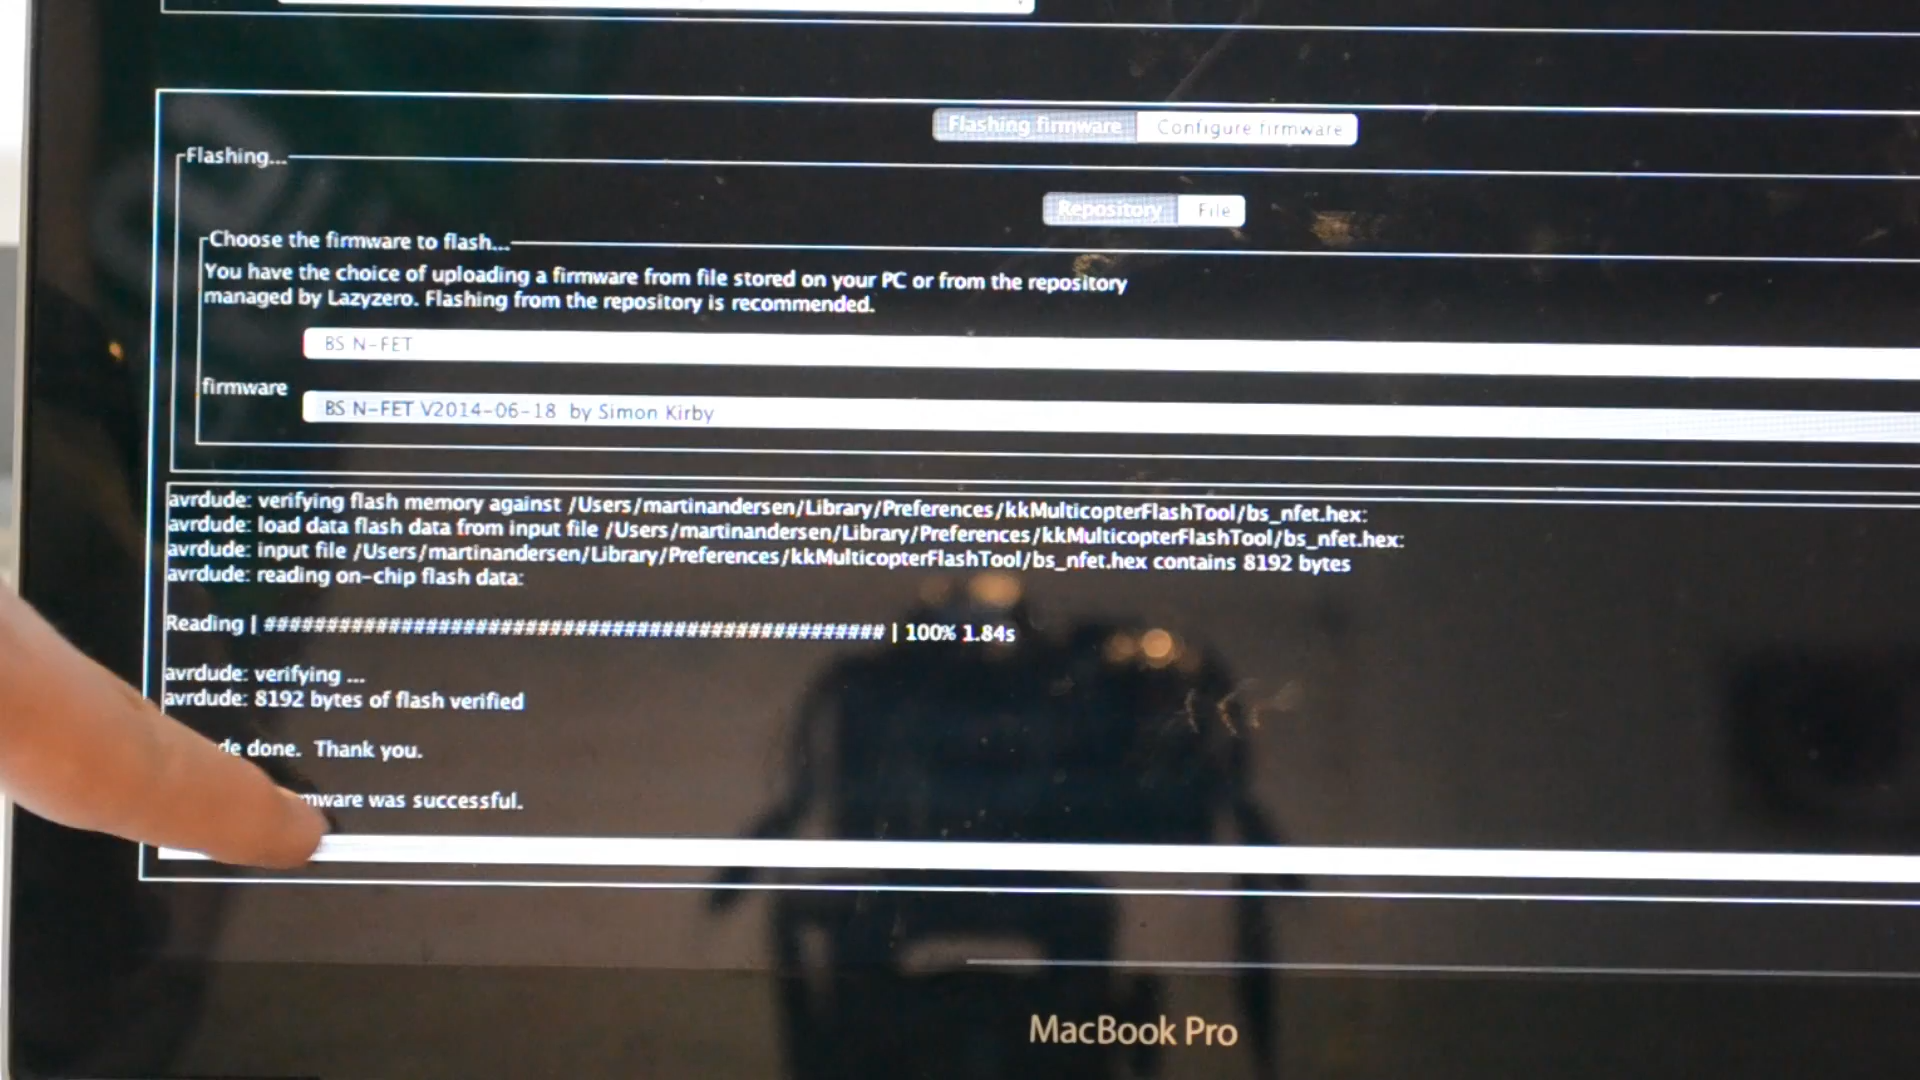 Flashing firmware Configure firmware
Flashing...
Repository File
Choose the firmware to flash...
You have the choice of uploading a firmware from file stored on your PC or from the repository
managed by Lazyzero. Flashing from the repository is recommended.
BS N-FET
firmware
BS N-FET V2014-06-18 by Simon Kirby
avrdude: verifying flash memory against /Users/martinandersen/Library/Preferences/kkMulticopterFlashTool/bs_nfet.hex:
avrdude: load data flash data from input file /Users/martinandersen/Library/Preferences/kkMulticopterFlashTool/bs_nfet.hex:
avrdude: input file /Users/martinandersen/Library/Preferences/kkMulticopterFlashTool/bs_nfet.hex contains 8192 bytes
avrdude: reading on-chip flash data:
Reading | ################################################## | 100% 1.84s
avrdude: verifying ...
avrdude: 8192 bytes of flash verified
done. Thank you.
was successful.
MacBook Pro